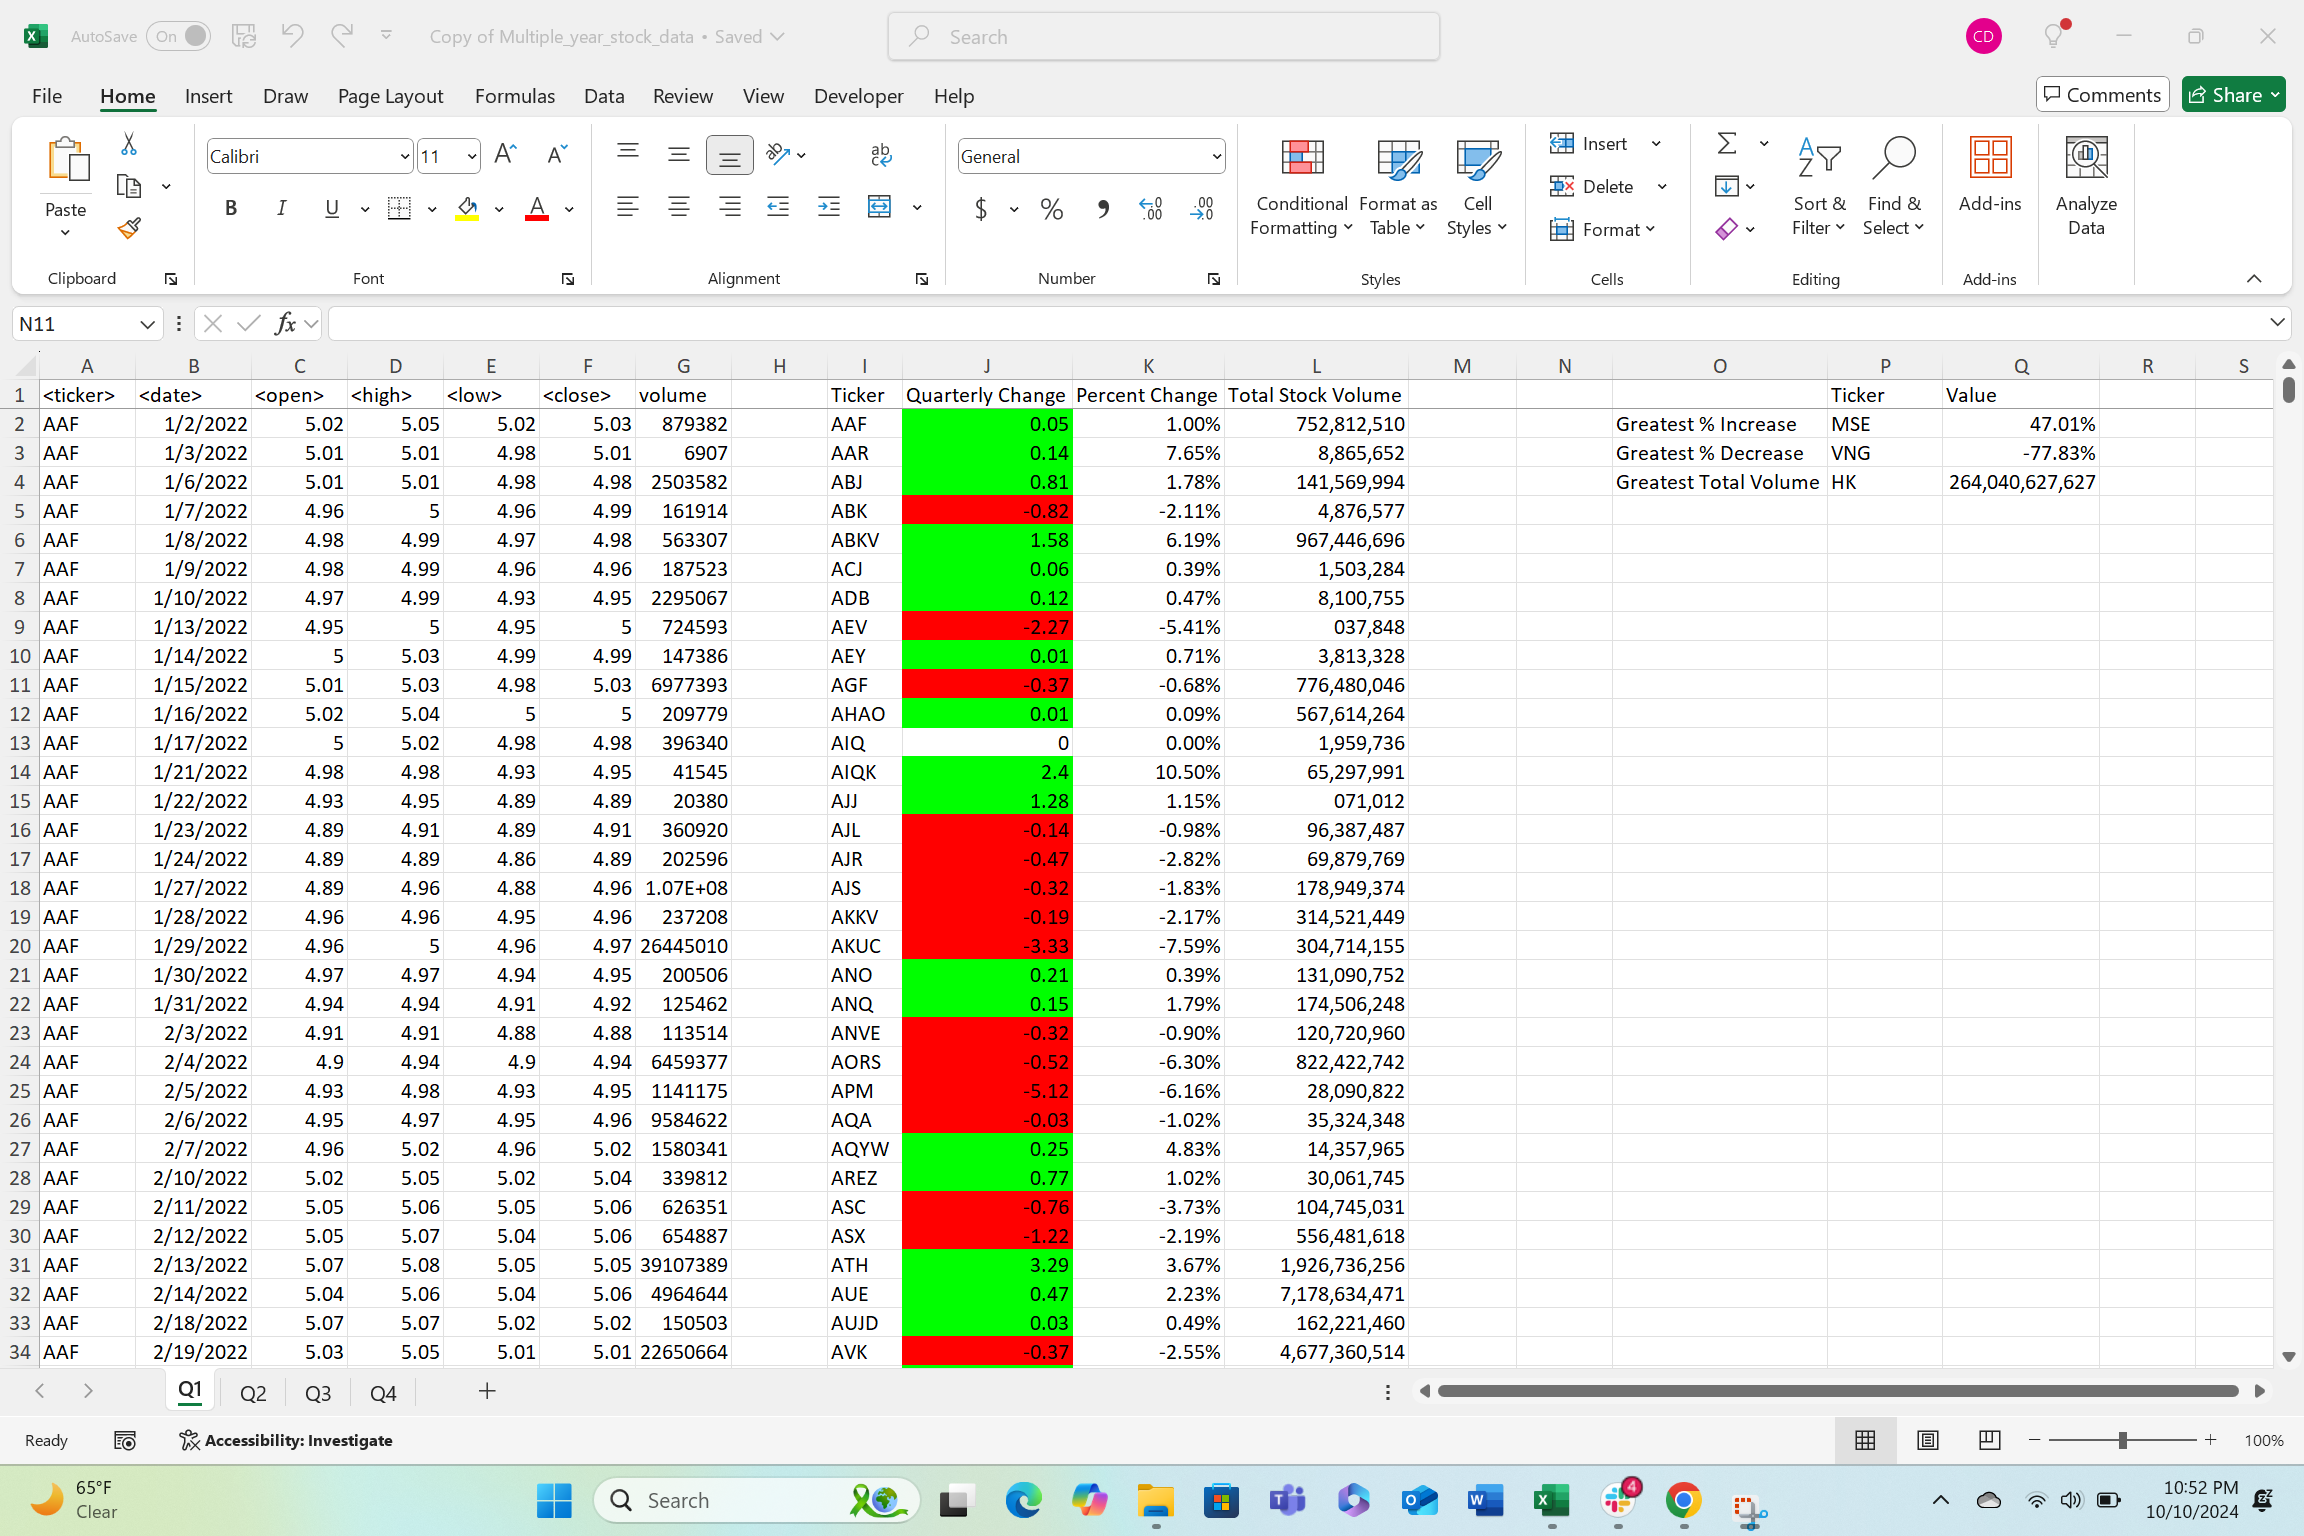 AutoSave On Copy of Multiple_year_stock_data • Saved Search CD
File Home Insert Draw Page Layout Formulas Data Review View Developer Help Comments Share
Paste
Clipboard
Calibri 11
B I U A
Font
ab
c
Alignment
General
$ % , .00
Number
Conditional Formatting
Format as Table
Cell Styles
Styles
Insert
Delete
Format
Cells
Sort & Filter
Find & Select
Editing
Add-ins
Add-ins
Analyze Data
N11 fx
A B C D E F G H I J K L M N O P Q R S
1 <ticker> <date> <open> <high> <low> <close> volume Ticker Quarterly Change Percent Change Total Stock Volume Ticker Value
2 AAF 1/2/2022 5.02 5.05 5.02 5.03 879382 AAF 0.05 1.00% 752,812,510 Greatest % Increase MSE 47.01%
3 AAF 1/3/2022 5.01 5.01 4.98 5.01 6907 AAR 0.14 7.65% 8,865,652 Greatest % Decrease VNG -77.83%
4 AAF 1/6/2022 5.01 5.01 4.98 4.98 2503582 ABJ 0.81 1.78% 141,569,994 Greatest Total Volume HK 264,040,627,627
5 AAF 1/7/2022 4.96 5 4.96 4.99 161914 ABK -0.82 -2.11% 4,876,577
6 AAF 1/8/2022 4.98 4.99 4.97 4.98 563307 ABKV 1.58 6.19% 967,446,696
7 AAF 1/9/2022 4.98 4.99 4.96 4.96 187523 ACJ 0.06 0.39% 1,503,284
8 AAF 1/10/2022 4.97 4.99 4.93 4.95 2295067 ADB 0.12 0.47% 8,100,755
9 AAF 1/13/2022 4.95 5 4.95 5 724593 AEV -2.27 -5.41% 037,848
10 AAF 1/14/2022 5 5.03 4.99 4.99 147386 AEY 0.01 0.71% 3,813,328
11 AAF 1/15/2022 5.01 5.03 4.98 5.03 6977393 AGF -0.37 -0.68% 776,480,046
12 AAF 1/16/2022 5.02 5.04 5 5 209779 AHAO 0.01 0.09% 567,614,264
13 AAF 1/17/2022 5 5.02 4.98 4.98 396340 AIQ 0 0.00% 1,959,736
14 AAF 1/21/2022 4.98 4.98 4.93 4.95 41545 AIQK 2.4 10.50% 65,297,991
15 AAF 1/22/2022 4.93 4.95 4.89 4.89 20380 AJJ 1.28 1.15% 071,012
16 AAF 1/23/2022 4.89 4.91 4.89 4.91 360920 AJL -0.14 -0.98% 96,387,487
17 AAF 1/24/2022 4.89 4.89 4.86 4.89 202596 AJR -0.47 -2.82% 69,879,769
18 AAF 1/27/2022 4.89 4.96 4.88 4.96 1.07E+08 AJS -0.32 -1.83% 178,949,374
19 AAF 1/28/2022 4.96 4.96 4.95 4.96 237208 AKKV -0.19 -2.17% 314,521,449
20 AAF 1/29/2022 4.96 5 4.96 4.97 26445010 AKUC -3.33 -7.59% 304,714,155
21 AAF 1/30/2022 4.97 4.97 4.94 4.95 200506 ANO 0.21 0.39% 131,090,752
22 AAF 1/31/2022 4.94 4.94 4.91 4.92 125462 ANQ 0.15 1.79% 174,506,248
23 AAF 2/3/2022 4.91 4.91 4.88 4.88 113514 ANVE -0.32 -0.90% 120,720,960
24 AAF 2/4/2022 4.9 4.94 4.9 4.94 6459377 AORS -0.52 -6.30% 822,422,742
25 AAF 2/5/2022 4.93 4.98 4.93 4.95 1141175 APM -5.12 -6.16% 28,090,822
26 AAF 2/6/2022 4.95 4.97 4.95 4.96 9584622 AQA -0.03 -1.02% 35,324,348
27 AAF 2/7/2022 4.96 5.02 4.96 5.02 1580341 AQYW 0.25 4.83% 14,357,965
28 AAF 2/10/2022 5.02 5.05 5.02 5.04 339812 AREZ 0.77 1.02% 30,061,745
29 AAF 2/11/2022 5.05 5.06 5.05 5.06 626351 ASC -0.76 -3.73% 104,745,031
30 AAF 2/12/2022 5.05 5.07 5.04 5.06 654887 ASX -1.22 -2.19% 556,481,618
31 AAF 2/13/2022 5.07 5.08 5.05 5.05 39107389 ATH 3.29 3.67% 1,926,736,256
32 AAF 2/14/2022 5.04 5.06 5.04 5.06 4964644 AUE 0.47 2.23% 7,178,634,471
33 AAF 2/18/2022 5.07 5.07 5.02 5.02 150503 AUJD 0.03 0.49% 162,221,460
34 AAF 2/19/2022 5.03 5.05 5.01 5.01 22650664 AVK -0.37 -2.55% 4,677,360,514
Q1 Q2 Q3 Q4
Ready Accessibility: Investigate 100%
65°F
Clear
Search
4
10:52 PM
10/10/2024